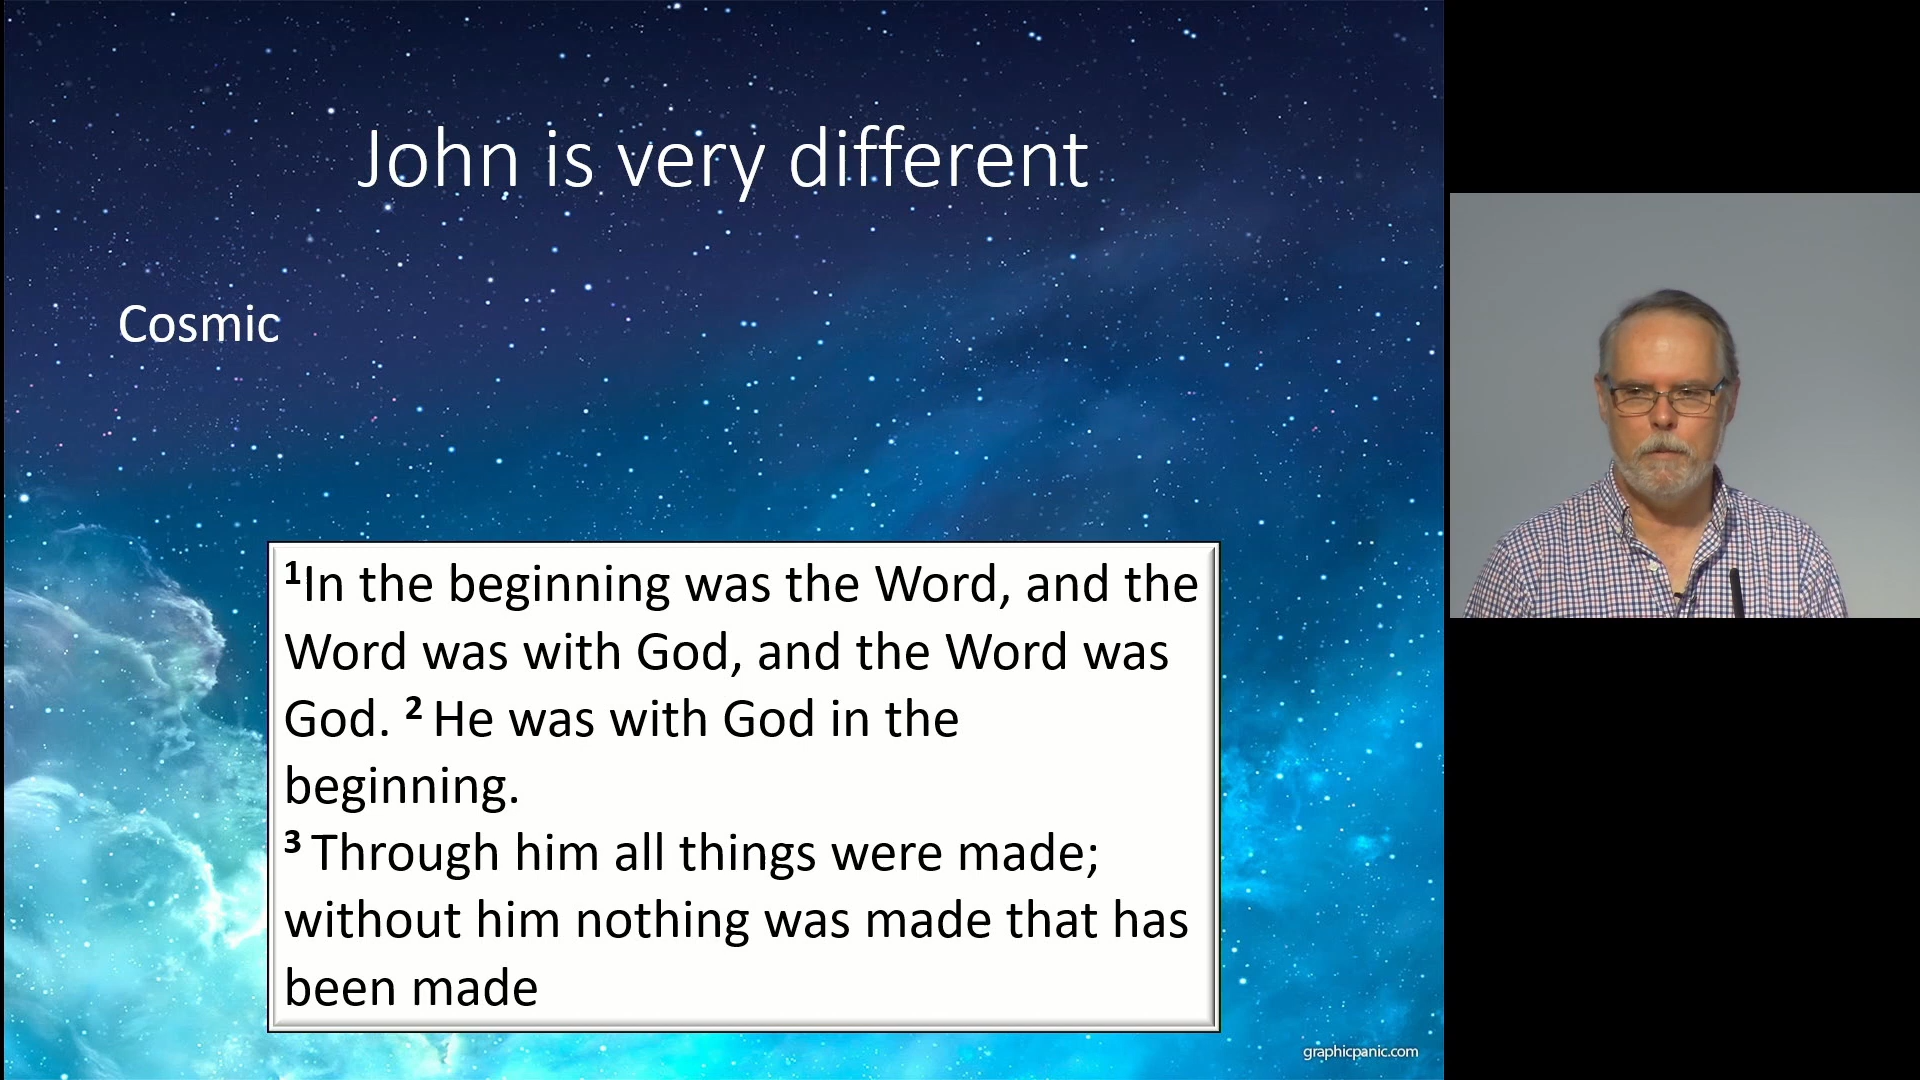 John is very different
Cosmic
¹In the beginning was the Word, and the
Word was with God, and the Word was
God. ² He was with God in the
beginning.
³ Through him all things were made;
without him nothing was made that has
been made
graphicpanic.com